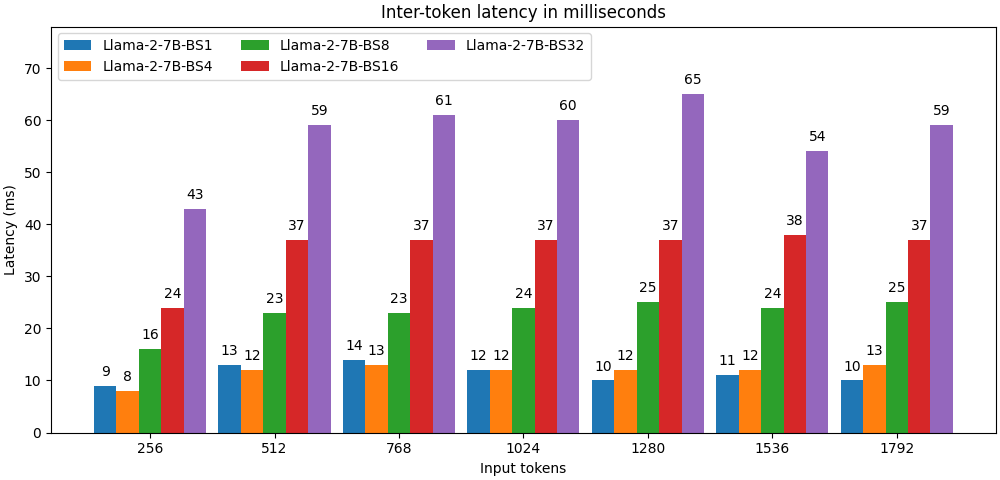 Inter-token latency in milliseconds
Llama-2-7B-BS1 Llama-2-7B-BS8 Llama-2-7B-BS32
Llama-2-7B-BS4 Llama-2-7B-BS16
Latency (ms)
70
60
50
40
30
20
10
0
9 8 16 24 43
13 12 23 37 59
14 13 23 37 61
12 12 24 37 60
10 12 25 37 65
11 12 24 38 54
10 13 25 37 59
256 512 768 1024 1280 1536 1792
Input tokens